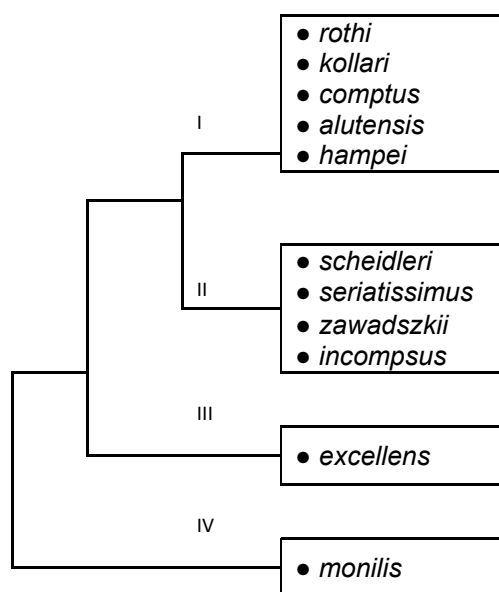 ● rothi
● kollari
● comptus
I
● alutensis
● hampei
● scheidleri
II
● seriatissimus
● zawadszkii
● incompsus
III
● excellens
IV
● monilis